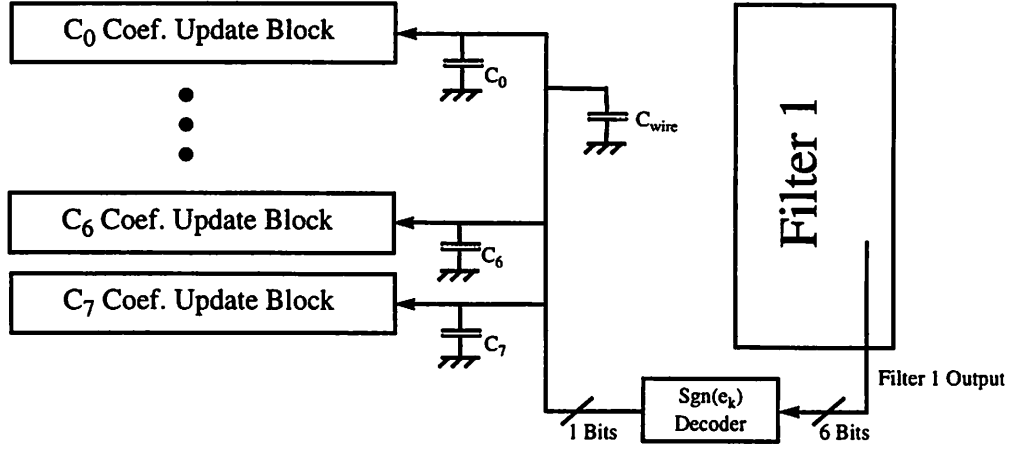 C0 Coef. Update Block
C0
Cwire
Filter 1
C6 Coef. Update Block
C6
C7 Coef. Update Block
C7
Filter 1 Output
Sgn(ek)
Decoder
1 Bits
6 Bits